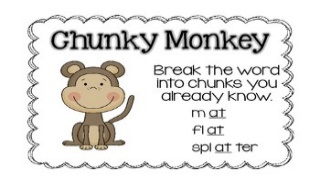 Chunky Monkey
Break the word
into chunks you
already know.
m at
fl at
spl at ter